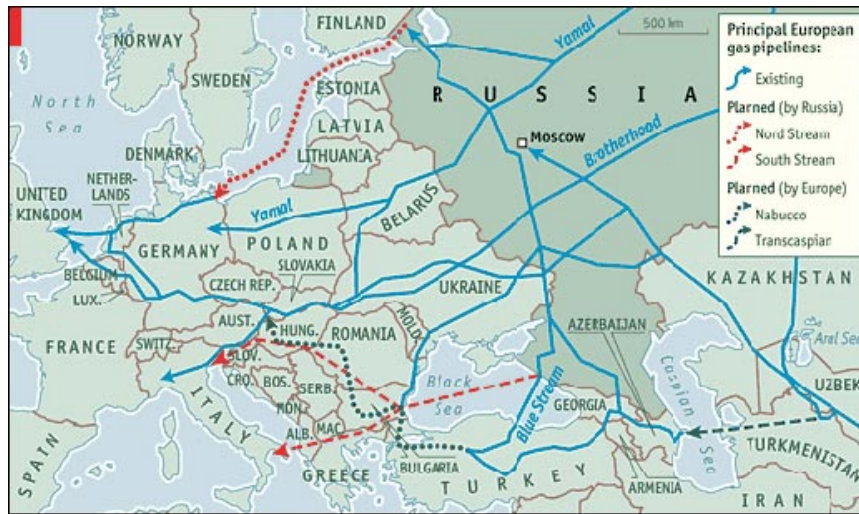 NORWAY
SWEDEN
FINLAND
ESTONIA
LATVIA
LITHUANIA
North
Sea
DENMARK
NETHER-
LANDS
UNITED
KINGDOM
GERMANY
POLAND
BELARUS
BELGIUM
LUX.
CZECH REP.
SLOVAKIA
UKRAINE
FRANCE
SWITZ.
AUST.
HUNG.
ROMANIA
MOLD.
SLOV.
CRO.
BOS.
SERB.
MON.
ALB.
MAC.
ITALY
SPAIN
GREECE
BULGARIA
TURKEY
Black
Sea
Blue Stream
GEORGIA
ARMENIA
AZERBAIJAN
Caspian
Sea
RUSSIA
Moscow
Yamal
Yamal
Brotherhood
KAZAKHSTAN
Aral Sea
UZBEK.
TURKMENISTAN
IRAN
500 km
Principal European
gas pipelines:
Existing
Planned (by Russia)
Nord Stream
South Stream
Planned (by Europe)
Nabucco
Transcaspian